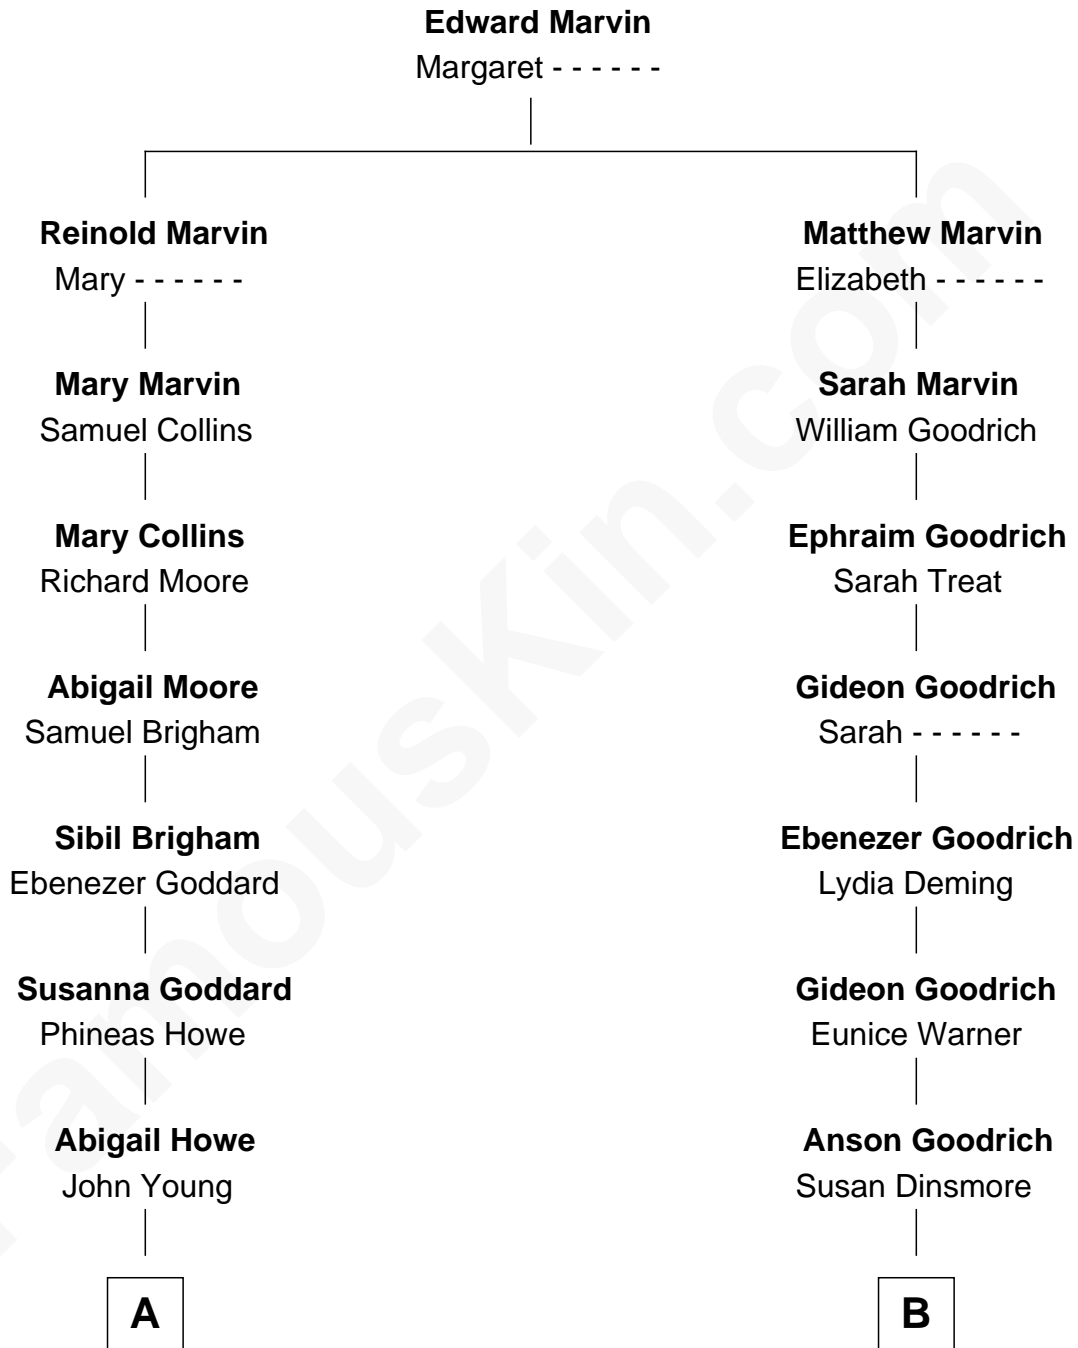 Edward Marvin
Margaret - - - - - -
Reinold Marvin
Mary - - - - - -
Matthew Marvin
Elizabeth - - - - - -
Mary Marvin
Samuel Collins
Sarah Marvin
William Goodrich
Mary Collins
Richard Moore
Ephraim Goodrich
Sarah Treat
Abigail Moore
Samuel Brigham
Gideon Goodrich
Sarah - - - - - -
Sibil Brigham
Ebenezer Goddard
Ebenezer Goodrich
Lydia Deming
Susanna Goddard
Phineas Howe
Gideon Goodrich
Eunice Warner
Abigail Howe
John Young
Anson Goodrich
Susan Dinsmore
A
B
FamousKin.com